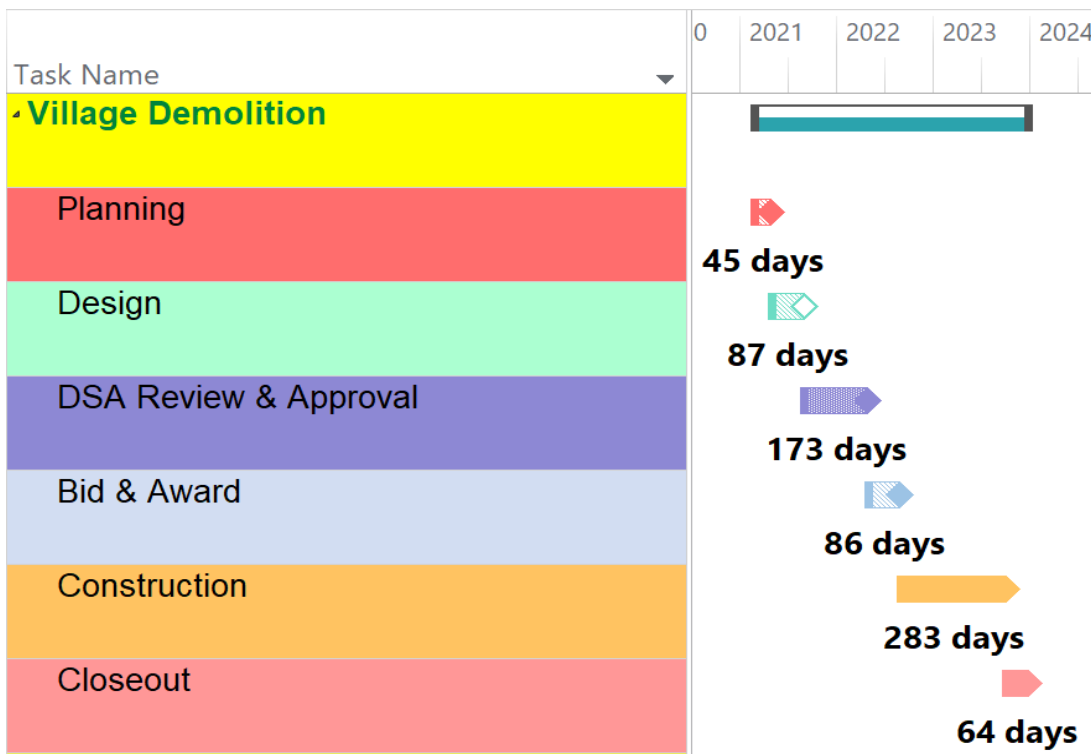 0 2021 2022 2023 2024
Task Name
Village Demolition
Planning
45 days
Design
87 days
DSA Review & Approval
173 days
Bid & Award
86 days
Construction
283 days
Closeout
64 days